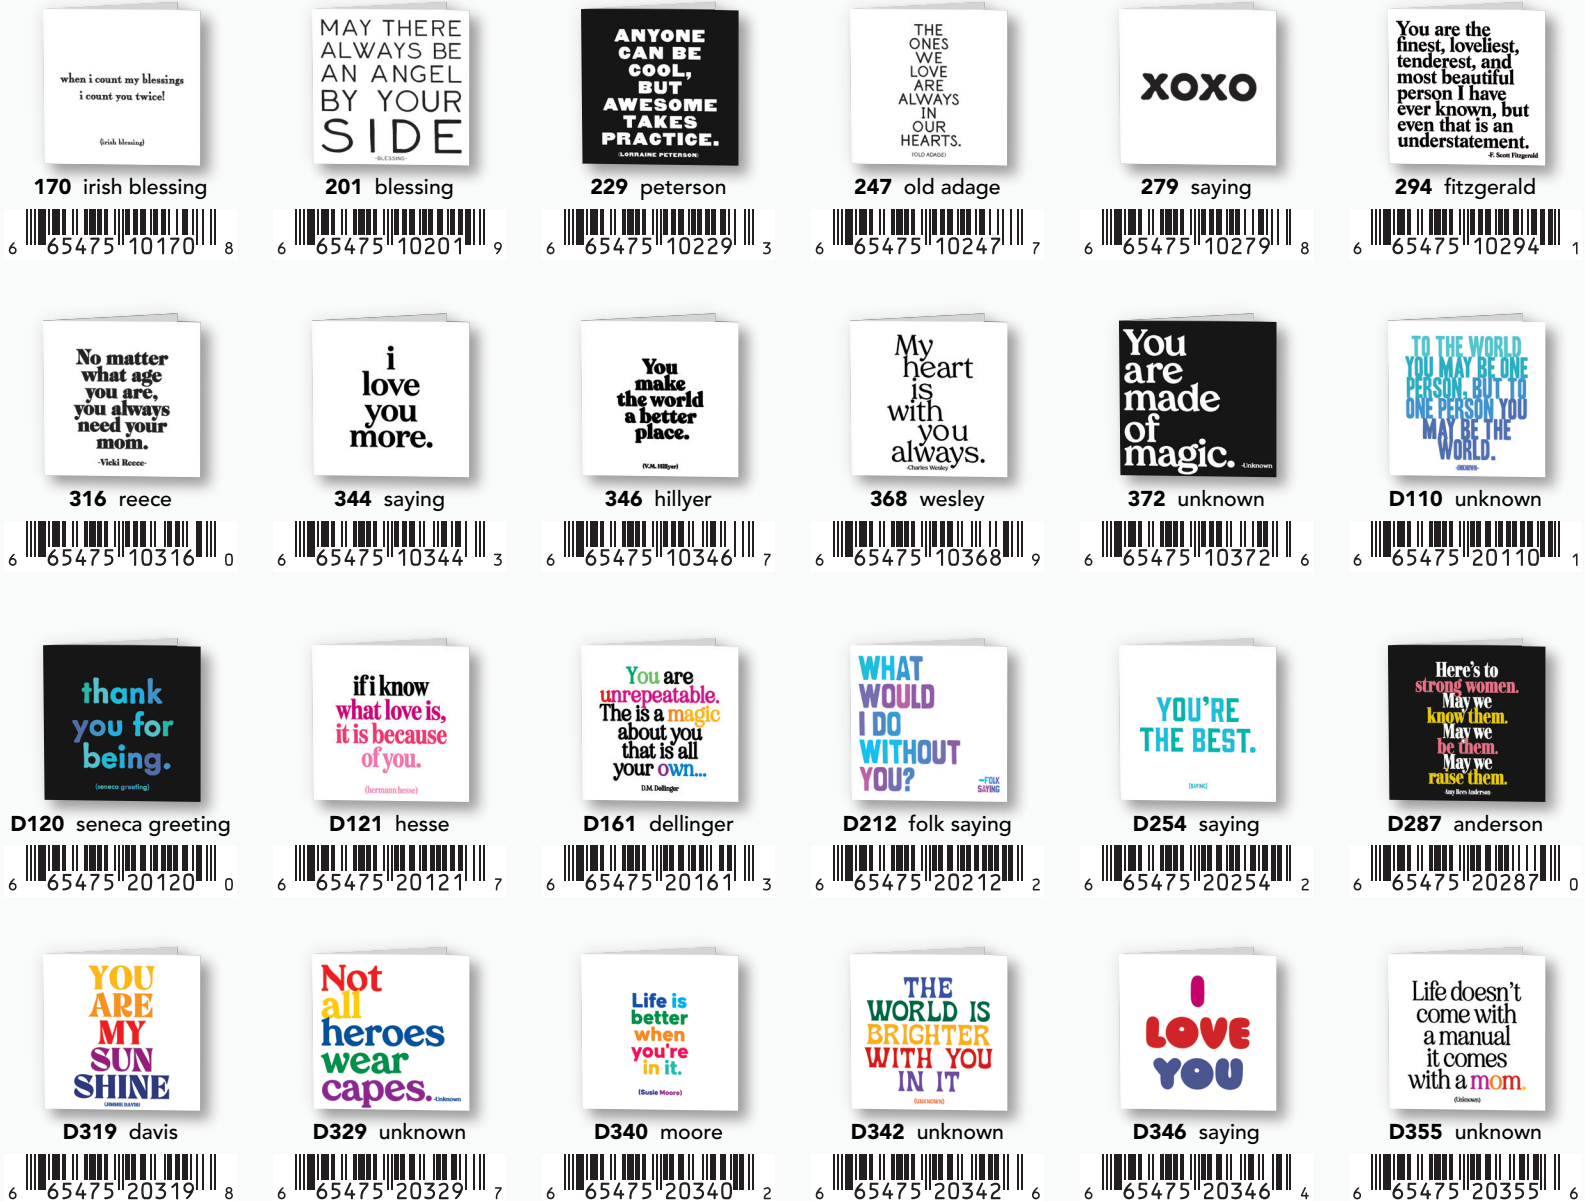 when i count my blessings
i count you twice!
(irish blessing)
170 irish blessing
6 65475 10170 8
MAY THERE
ALWAYS BE
AN ANGEL
BY YOUR
SIDE
-BLESSING-
201 blessing
6 65475 10201 9
ANYONE
CAN BE
COOL,
BUT
AWESOME
TAKES
PRACTICE.
(LORRAINE PETERSON)
229 peterson
6 65475 10229 3
THE
ONES
WE
LOVE
ARE
ALWAYS
IN
OUR
HEARTS.
(OLD ADAGE)
247 old adage
6 65475 10247 7
XOXO
279 saying
6 65475 10279 8
You are the
finest, loveliest,
tenderest, and
most beautiful
person I have
ever known, but
even that is an
understatement.
-F. Scott Fitzgerald
294 fitzgerald
6 65475 10294 1
No matter
what age
you are,
you always
need your
mom.
-Vicki Reece-
316 reece
6 65475 10316 0
i
love
you
more.
344 saying
6 65475 10344 3
You
make
the world
a better
place.
(V.M. Hillyer)
346 hillyer
6 65475 10346 7
My
heart
is
with
you
always.
-Charles Wesley
368 wesley
6 65475 10368 9
You
are
made
of
magic.
-Unknown
372 unknown
6 65475 10372 6
TO THE WORLD
YOU MAY BE ONE
PERSON, BUT TO
ONE PERSON YOU
MAY BE THE
WORLD.
-UNKNOWN-
D110 unknown
6 65475 20110 1
thank
you for
being.
(seneca greeting)
D120 seneca greeting
6 65475 20120 0
if i know
what love is,
it is because
of you.
(hermann hesse)
D121 hesse
6 65475 20121 7
You are
unrepeatable.
The is a magic
about you
that is all
your own...
D.M. Dellinger
D161 dellinger
6 65475 20161 3
WHAT
WOULD
I DO
WITHOUT
YOU?
—FOLK
SAYING
D212 folk saying
6 65475 20212 2
YOU'RE
THE BEST.
(SAYING)
D254 saying
6 65475 20254 2
Here's to
strong women.
May we
know them.
May we
be them.
May we
raise them.
-Amy Rees Anderson
D287 anderson
6 65475 20287 0
YOU
ARE
MY
SUN
SHINE
(JIMMIE DAVIS)
D319 davis
6 65475 20319 8
Not
all
heroes
wear
capes.
-Unknown
D329 unknown
6 65475 20329 7
Life is
better
when
you're
in it.
(Susie Moore)
D340 moore
6 65475 20340 2
THE
WORLD IS
BRIGHTER
WITH YOU
IN IT
(UNKNOWN)
D342 unknown
6 65475 20342 6
I
LOVE
YOU
D346 saying
6 65475 20346 4
Life doesn't
come with
a manual
it comes
with a mom.
(Unknown)
D355 unknown
6 65475 20355 6